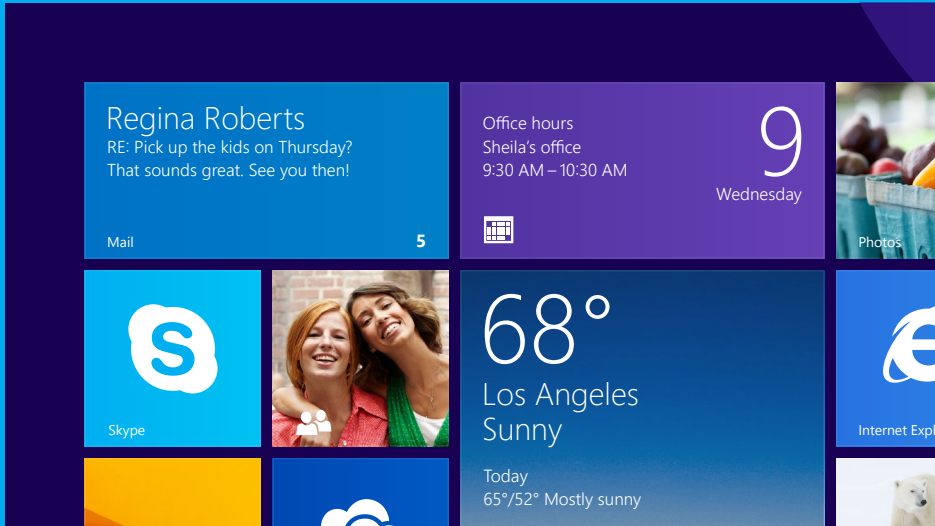 Regina Roberts
RE: Pick up the kids on Thursday?
That sounds great. See you then!
Mail
5
Office hours
Sheila's office
9:30 AM – 10:30 AM
9
Wednesday
Photos
Skype
68°
Los Angeles
Sunny
Today
65°/52° Mostly sunny
Internet Expl